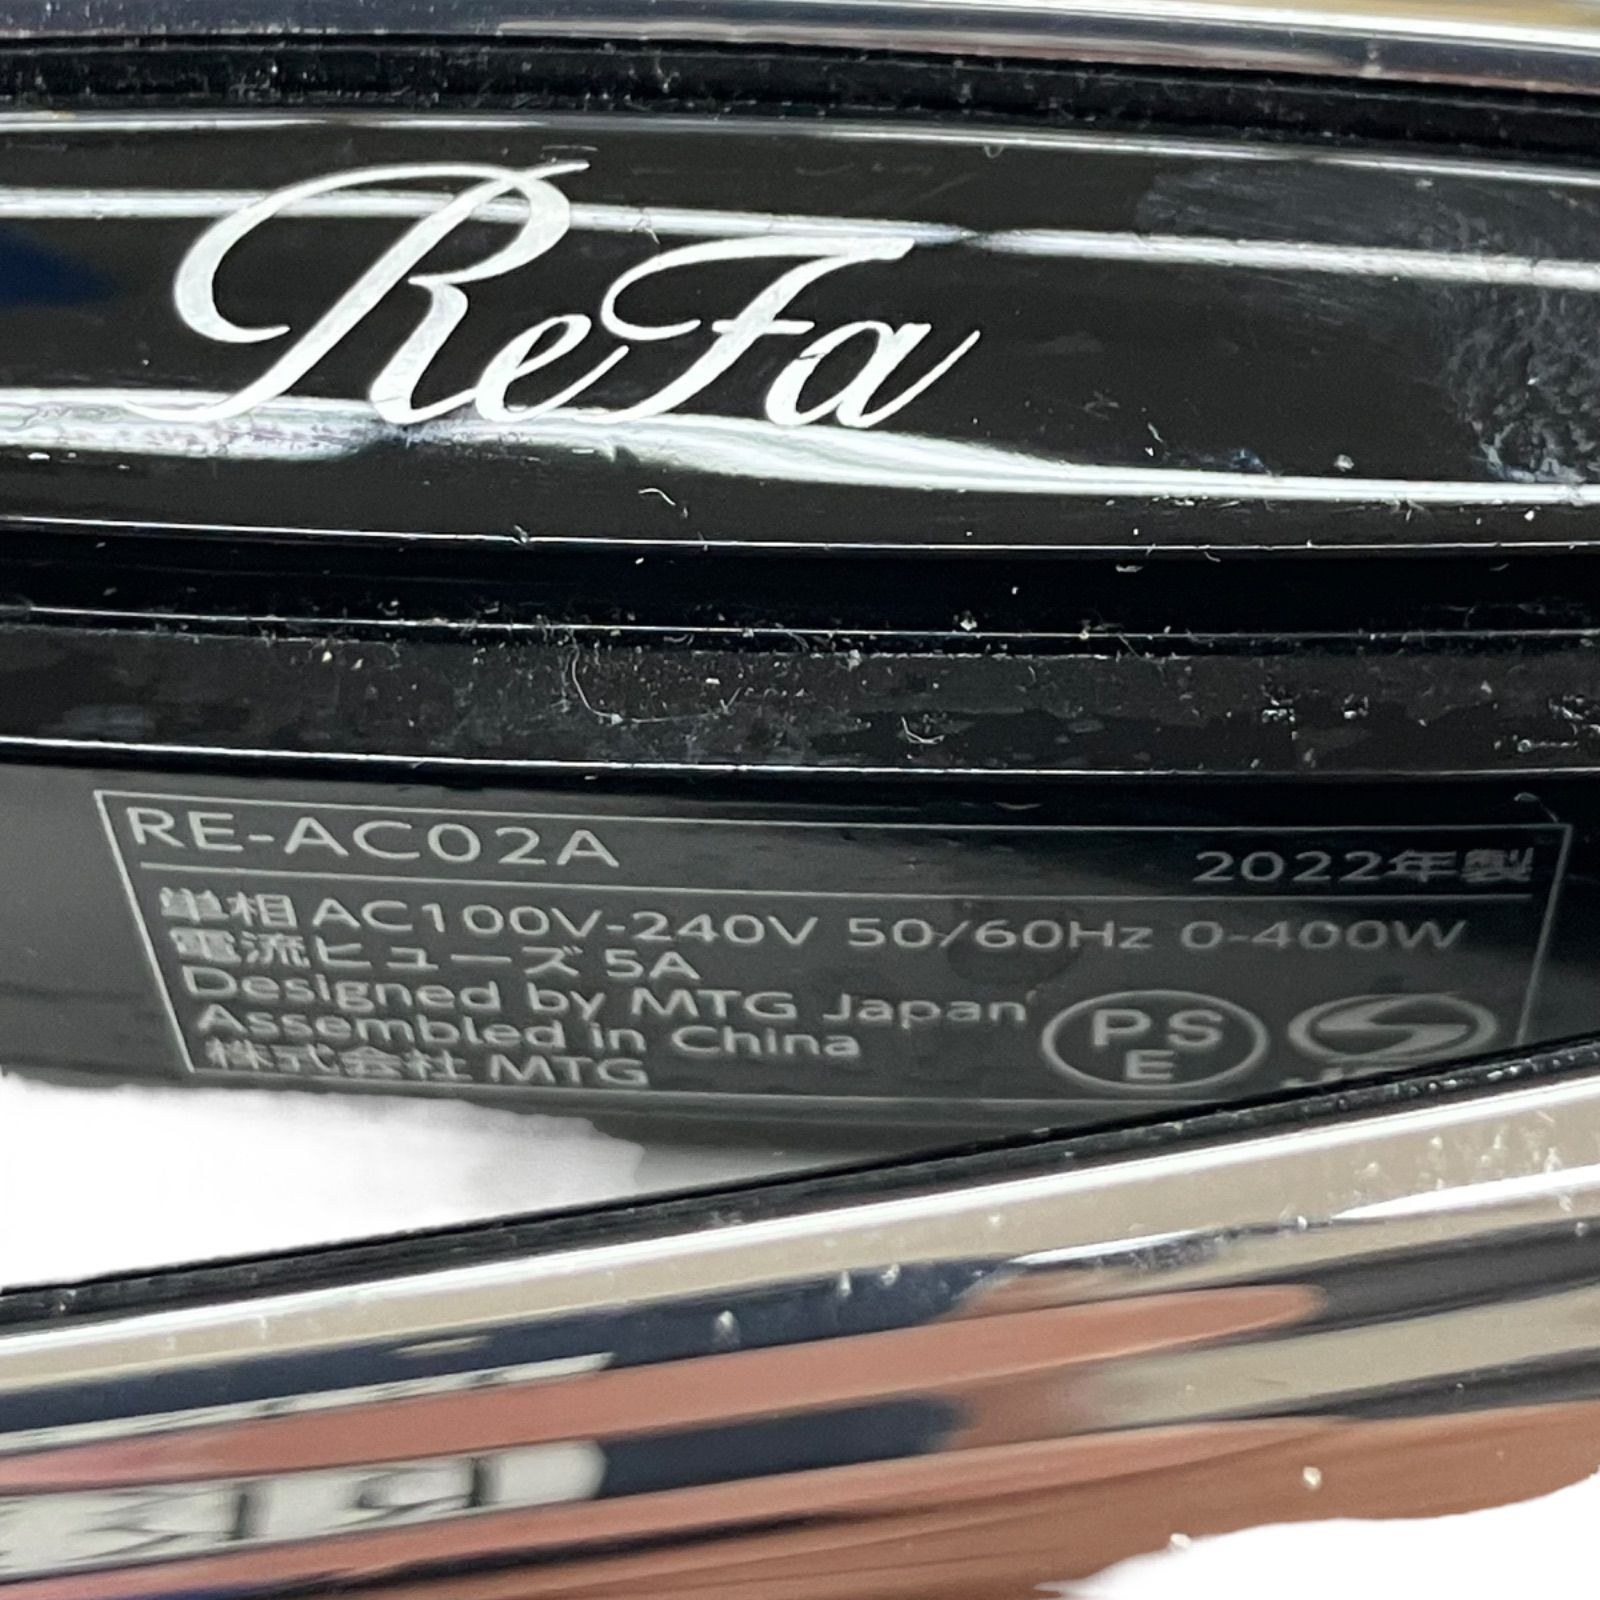 ReFa
RE-AC02A
2022年製
単相 AC100V-240V 50/60Hz 0-400W
電流ヒューズ 5A
Designed by MTG Japan
Assembled in China
株式会社 MTG
PS
E